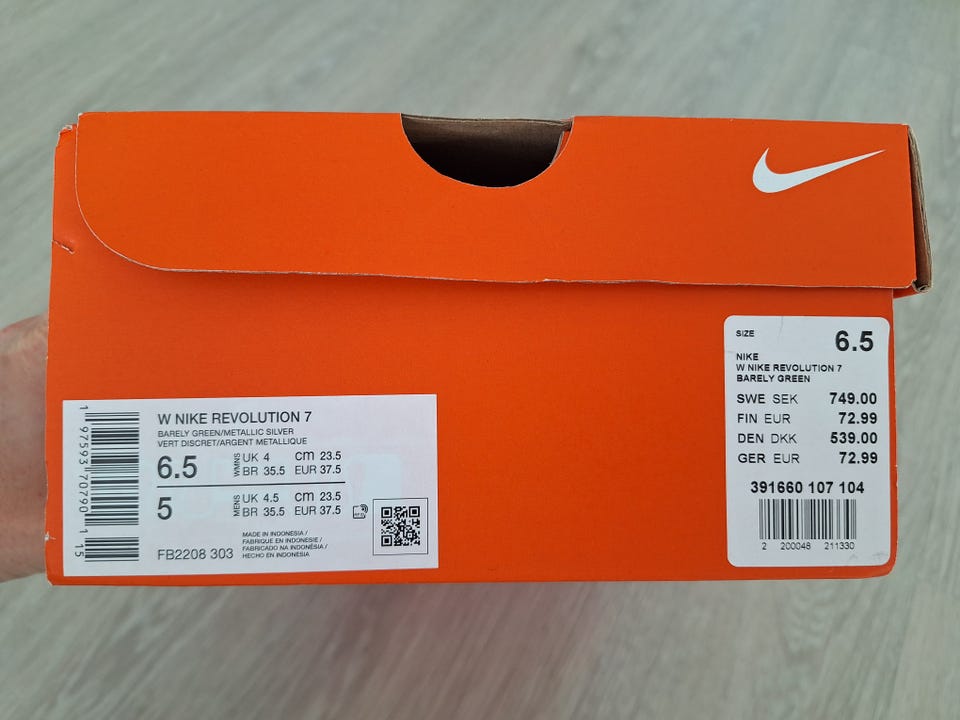 W NIKE REVOLUTION 7
BARELY GREEN/METALLIC SILVER
VERT DISCRET/ARGENT METALLIQUE
6.5 WMNS UK 4 CM 23.5
BR 35.5 EUR 37.5
5 MENS UK 4.5 CM 23.5
BR 35.5 EUR 37.5
FB2208 303
MADE IN INDONESIA /
FABRIQUE EN INDONESIE /
FABRICADO NA INDONÉSIA /
HECHO EN INDONÉSIA
1 97593 70790 1 15
SIZE 6.5
NIKE
W NIKE REVOLUTION 7
BARELY GREEN
SWE SEK 749.00
FIN EUR 72.99
DEN DKK 539.00
GER EUR 72.99
391660 107 104
2 200048 211330